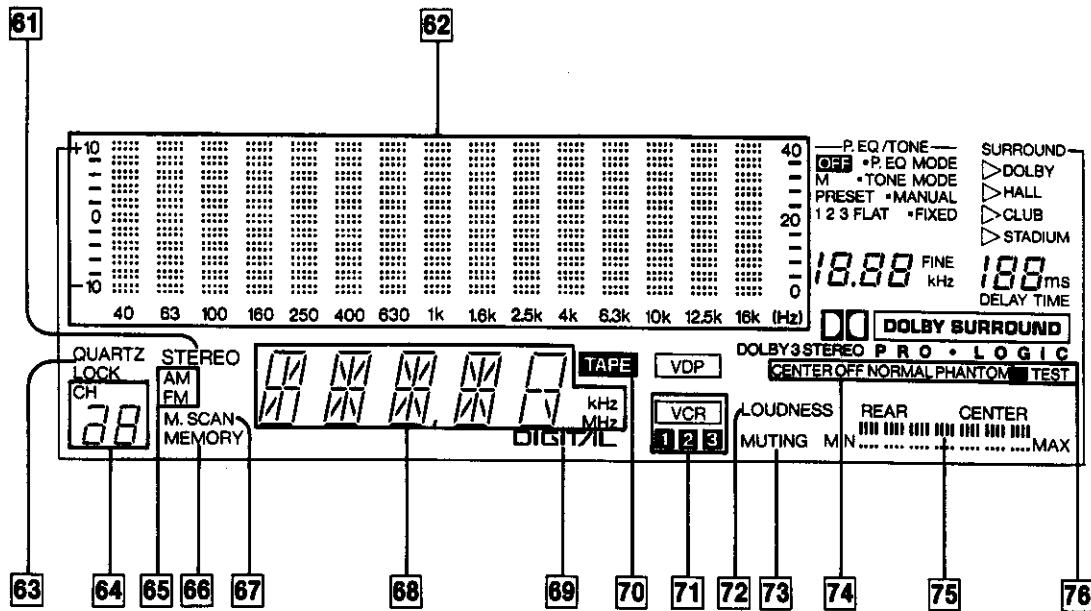 61 62
+10 40 P. EQ /TONE SURROUND
OFF •P. EQ MODE ▷DOLBY
M •TONE MODE ▷HALL
PRESET •MANUAL ▷CLUB
0 20 1 2 3 FLAT •FIXED ▷STADIUM
18.88 FINE kHz 188 ms
−10 0 DELAY TIME
40 63 100 160 250 400 630 1k 1.6k 2.5k 4k 6.3k 10k 12.5k 16k (Hz)
DOLBY SURROUND
DOLBY 3 STEREO PRO • LOGIC
QUARTZ LOCK STEREO TAPE VDP
CENTER OFF NORMAL PHANTOM TEST
CH AM
FM kHz
MHz
VCR LOUDNESS REAR CENTER
M. SCAN
MEMORY DIGITAL 1 2 3 MUTING MIN MAX
63 64 65 66 67 68 69 70 71 72 73 74 75 76